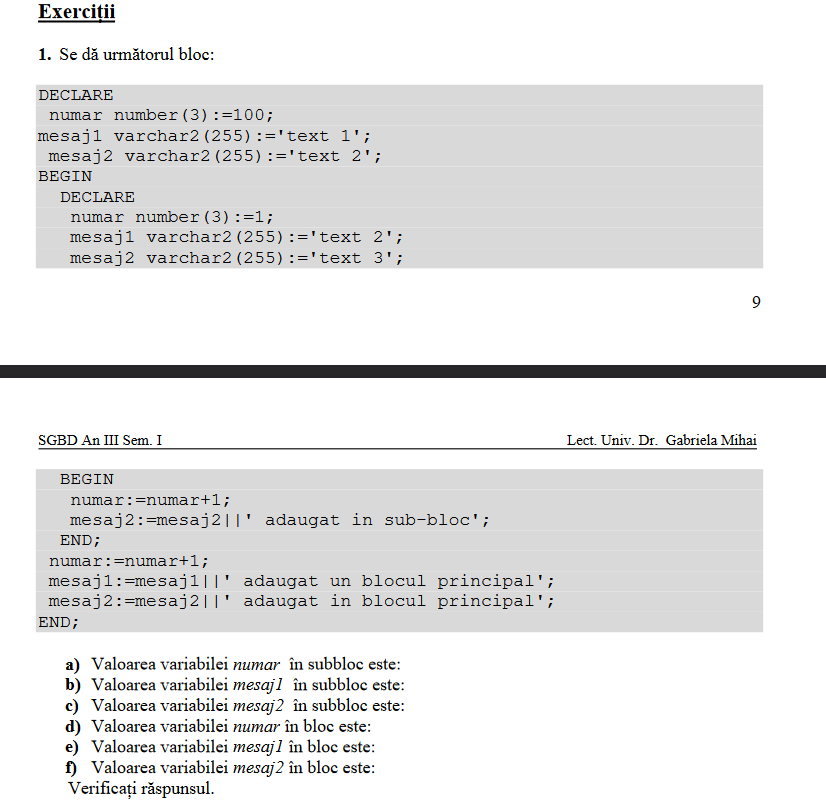 Exerciții
1. Se dă următorul bloc:
DECLARE
numar number(3):=100;
mesaj1 varchar2(255):='text 1';
mesaj2 varchar2(255):='text 2';
BEGIN
DECLARE
numar number(3):=1;
mesaj1 varchar2(255):='text 2';
mesaj2 varchar2(255):='text 3';
9
SGBD An III Sem. I Lect. Univ. Dr. Gabriela Mihai
BEGIN
numar:=numar+1;
mesaj2:=mesaj2||' adaugat in sub-bloc';
END;
numar:=numar+1;
mesaj1:=mesaj1||' adaugat un blocul principal';
mesaj2:=mesaj2||' adaugat in blocul principal';
END;
a) Valoarea variabilei numar în subbloc este:
b) Valoarea variabilei mesaj1 în subbloc este:
c) Valoarea variabilei mesaj2 în subbloc este:
d) Valoarea variabilei numar în bloc este:
e) Valoarea variabilei mesaj1 în bloc este:
f) Valoarea variabilei mesaj2 în bloc este:
Verificați răspunsul.